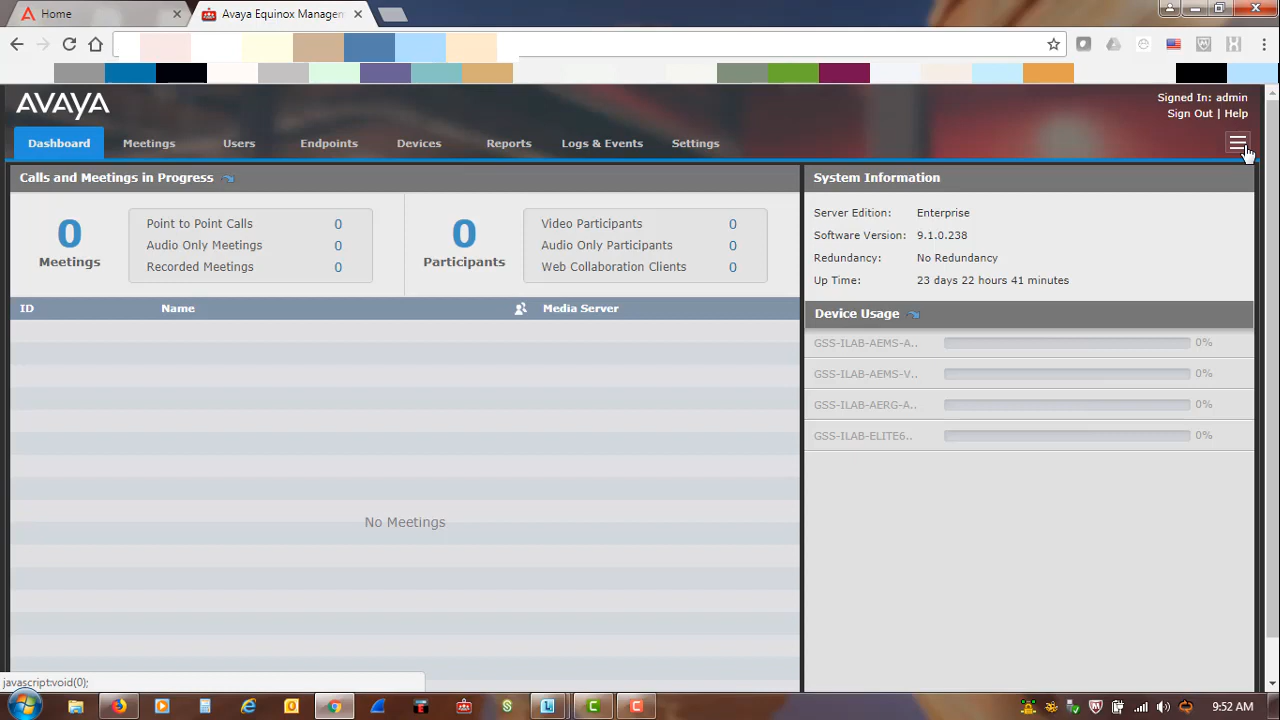 Home
Avaya Equinox Managem
AVAYA
Signed In: admin
Sign Out | Help
Dashboard
Meetings
Users
Endpoints
Devices
Reports
Logs & Events
Settings
Calls and Meetings in Progress
0
Meetings
Point to Point Calls 0
Audio Only Meetings 0
Recorded Meetings 0
0
Participants
Video Participants 0
Audio Only Participants 0
Web Collaboration Clients 0
ID Name Media Server
No Meetings
System Information
Server Edition: Enterprise
Software Version: 9.1.0.238
Redundancy: No Redundancy
Up Time: 23 days 22 hours 41 minutes
Device Usage
GSS-ILAB-AEMS-A.. 0%
GSS-ILAB-AEMS-V.. 0%
GSS-ILAB-AERG-A.. 0%
GSS-ILAB-ELITE6.. 0%
javascript:void(0);
9:52 AM